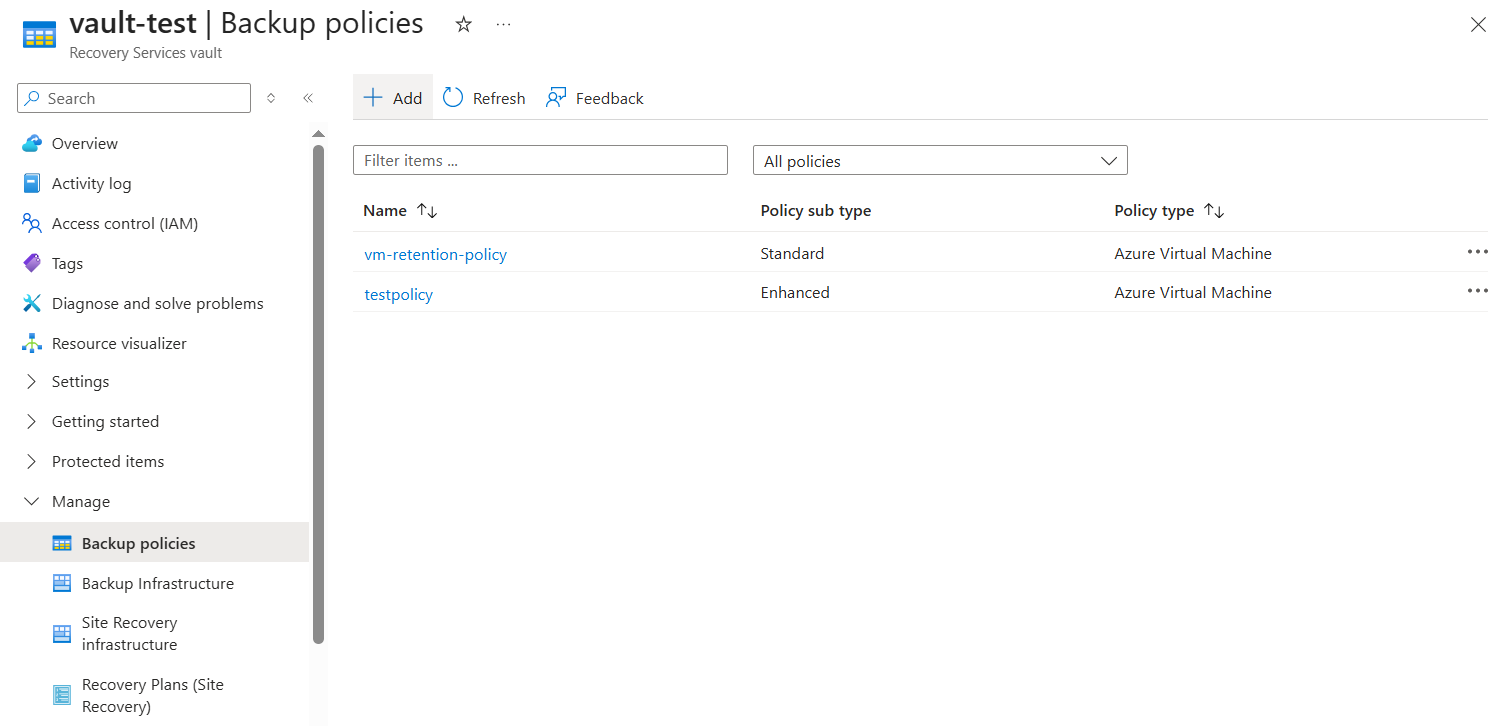 vault-test | Backup policies
Recovery Services vault
Search
Add
Refresh
Feedback
Overview
Activity log
Access control (IAM)
Tags
Diagnose and solve problems
Resource visualizer
Settings
Getting started
Protected items
Manage
Backup policies
Backup Infrastructure
Site Recovery
infrastructure
Recovery Plans (Site
Recovery)
Filter items ...
All policies
Name Policy sub type Policy type
vm-retention-policy Standard Azure Virtual Machine
testpolicy Enhanced Azure Virtual Machine